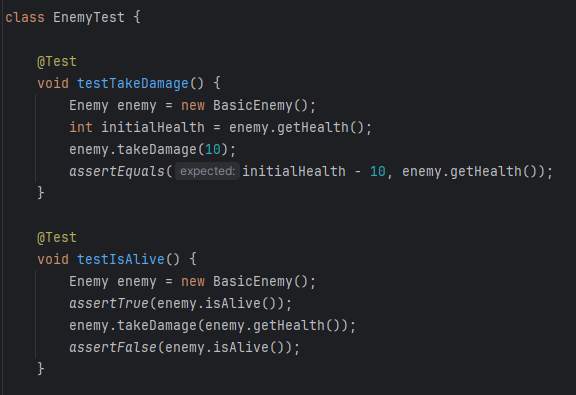 class EnemyTest {
@Test
void testTakeDamage() {
Enemy enemy = new BasicEnemy();
int initialHealth = enemy.getHealth();
enemy.takeDamage(10);
assertEquals( expected: initialHealth - 10, enemy.getHealth());
}
@Test
void testIsAlive() {
Enemy enemy = new BasicEnemy();
assertTrue(enemy.isAlive());
enemy.takeDamage(enemy.getHealth());
assertFalse(enemy.isAlive());
}